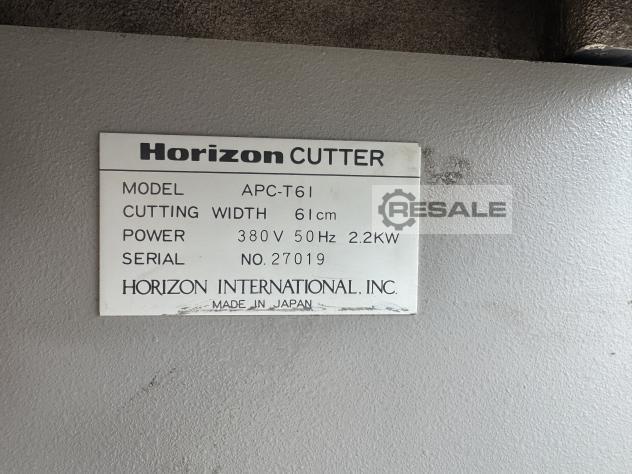 Horizon CUTTER
MODEL APC-T61
CUTTING WIDTH 61cm
POWER 380V 50Hz 2.2KW
SERIAL NO. 27019
HORIZON INTERNATIONAL, INC.
MADE IN JAPAN
RESALE